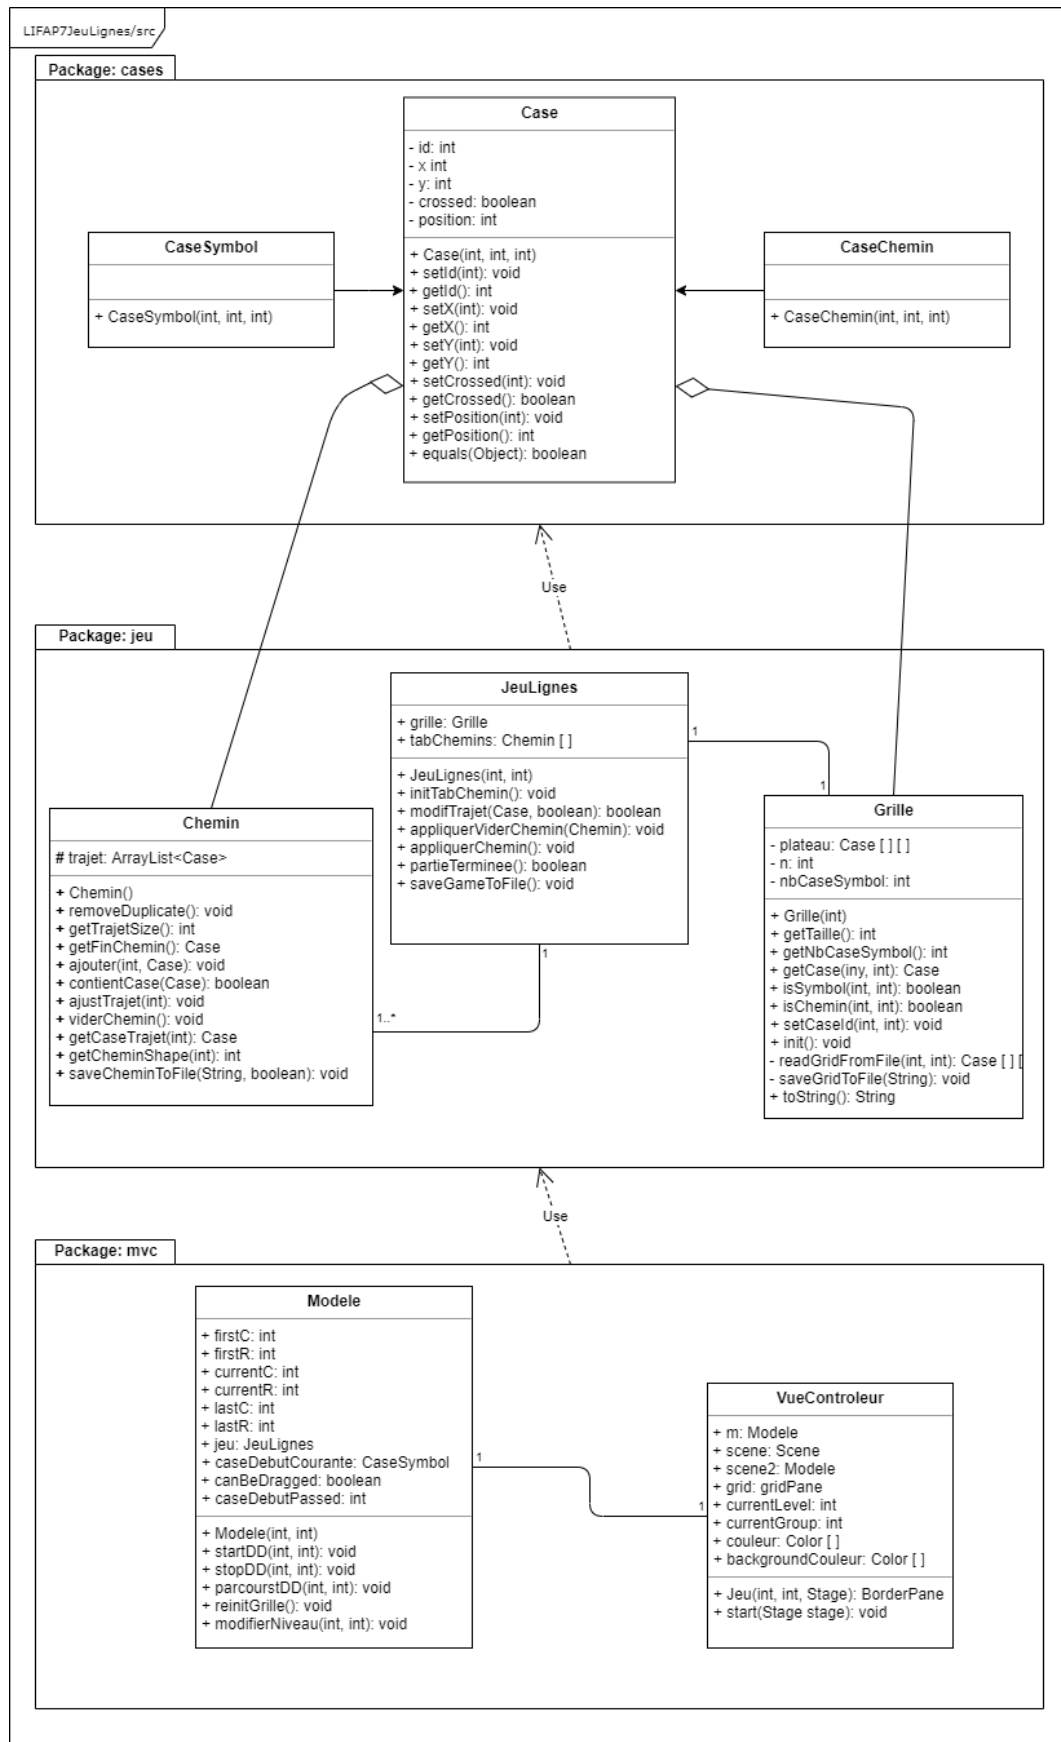 LIFAP7JeuLignes/src
Package: cases
Case
- id: int
- x int
- y: int
- crossed: boolean
- position: int
+ Case(int, int, int)
+ setId(int): void
+ getId(): int
+ setX(int): void
+ getX(): int
+ setY(int): void
+ getY(): int
+ setCrossed(int): void
+ getCrossed(): boolean
+ setPosition(int): void
+ getPosition(): int
+ equals(Object): boolean
CaseSymbol
+ CaseSymbol(int, int, int)
CaseChemin
+ CaseChemin(int, int, int)
Use
Package: jeu
JeuLignes
+ grille: Grille
+ tabChemins: Chemin [ ]
+ JeuLignes(int, int)
+ initTabChemin(): void
+ modifTrajet(Case, boolean): boolean
+ appliquerViderChemin(Chemin): void
+ appliquerChemin(): void
+ partieTerminee(): boolean
+ saveGameToFile(): void
1
1
1
1..*
Chemin
# trajet: ArrayList<Case>
+ Chemin()
+ removeDuplicate(): void
+ getTrajetSize(): int
+ getFinChemin(): Case
+ ajouter(int, Case): void
+ contientCase(Case): boolean
+ ajustTrajet(int): void
+ viderChemin(): void
+ getCaseTrajet(int): Case
+ getCheminShape(int): int
+ saveCheminToFile(String, boolean): void
Grille
- plateau: Case [ ] [ ]
- n: int
- nbCaseSymbol: int
+ Grille(int)
+ getTaille(): int
+ getNbCaseSymbol(): int
+ getCase(iny, int): Case
+ isSymbol(int, int): boolean
+ isChemin(int, int): boolean
+ setCaseId(int, int): void
+ init(): void
- readGridFromFile(int, int): Case [ ] [
- saveGridToFile(String): void
+ toString(): String
Use
Package: mvc
Modele
+ firstC: int
+ firstR: int
+ currentC: int
+ currentR: int
+ lastC: int
+ lastR: int
+ jeu: JeuLignes
+ caseDebutCourante: CaseSymbol
+ canBeDragged: boolean
+ caseDebutPassed: int
+ Modele(int, int)
+ startDD(int, int): void
+ stopDD(int, int): void
+ parcourstDD(int, int): void
+ reinitGrille(): void
+ modifierNiveau(int, int): void
1
1
VueControleur
+ m: Modele
+ scene: Scene
+ scene2: Modele
+ grid: gridPane
+ currentLevel: int
+ currentGroup: int
+ couleur: Color [ ]
+ backgroundCouleur: Color [ ]
+ Jeu(int, int, Stage): BorderPane
+ start(Stage stage): void